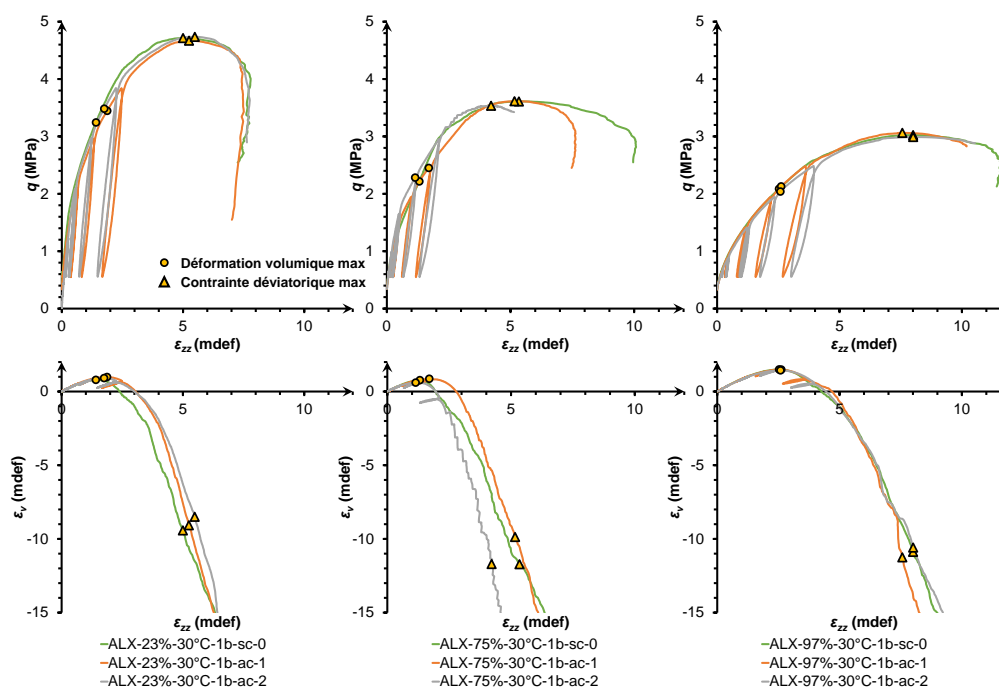 5
4
3
2
1
0
q (MPa)
0
5
10
ε_zz (mdef)
Déformation volumique max
Contrainte déviatorique max
5
4
3
2
1
0
q (MPa)
0
5
10
ε_zz (mdef)
5
4
3
2
1
0
q (MPa)
0
5
10
ε_zz (mdef)
0
-5
-10
-15
ε_v (mdef)
0
5
10
ε_zz (mdef)
0
-5
-10
-15
ε_v (mdef)
0
5
10
ε_zz (mdef)
0
-5
-10
-15
ε_v (mdef)
0
5
10
ε_zz (mdef)
ALX-23%-30°C-1b-sc-0
ALX-23%-30°C-1b-ac-1
ALX-23%-30°C-1b-ac-2
ALX-75%-30°C-1b-sc-0
ALX-75%-30°C-1b-ac-1
ALX-75%-30°C-1b-ac-2
ALX-97%-30°C-1b-sc-0
ALX-97%-30°C-1b-ac-1
ALX-97%-30°C-1b-ac-2